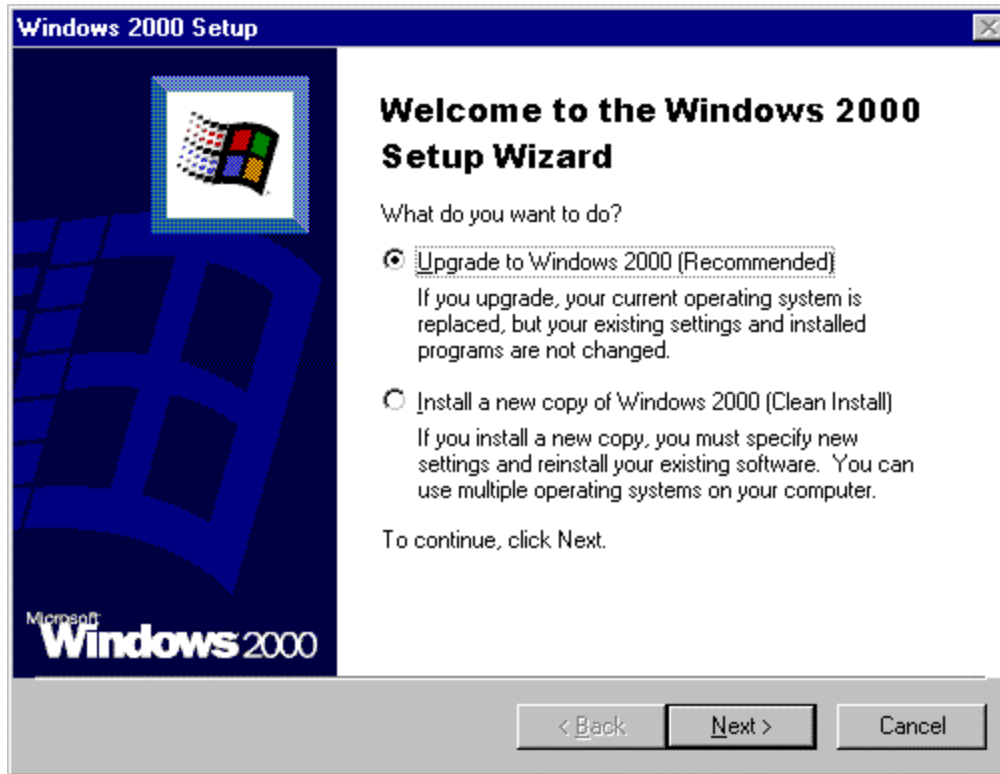 Windows 2000 Setup
Welcome to the Windows 2000
Setup Wizard
What do you want to do?
Upgrade to Windows 2000 (Recommended)
If you upgrade, your current operating system is
replaced, but your existing settings and installed
programs are not changed.
Install a new copy of Windows 2000 (Clean Install)
If you install a new copy, you must specify new
settings and reinstall your existing software.  You can
use multiple operating systems on your computer.
To continue, click Next.
Microsoft
Windows 2000
< Back
Next >
Cancel